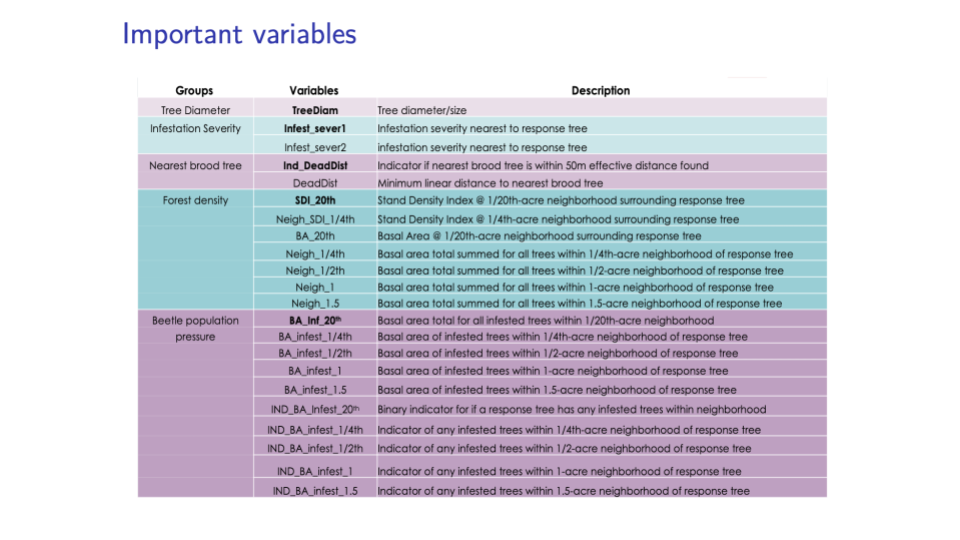 Important variables
Groups Variables Description
Tree Diameter TreeDiam Tree diameter/size
Infestation Severity Infest_sever1 Infestation severity nearest to response tree
Infest_sever2 infestation severity nearest to response tree
Nearest brood tree Ind_DeadDist Indicator if nearest brood tree is within 50m effective distance found
DeadDist Minimum linear distance to nearest brood tree
Forest density SDI_20th Stand Density Index @ 1/20th-acre neighborhood surrounding response tree
Neigh_SDI_1/4th Stand Density Index @ 1/4th-acre neighborhood surrounding response tree
BA_20th Basal Area @ 1/20th-acre neighborhood surrounding response tree
Neigh_1/4th Basal area total summed for all trees within 1/4th-acre neighborhood of response tree
Neigh_1/2th Basal area total summed for all trees within 1/2-acre neighborhood of response tree
Neigh_1 Basal area total summed for all trees within 1-acre neighborhood of response tree
Neigh_1.5 Basal area total summed for all trees within 1.5-acre neighborhood of response tree
Beetle population BA_Inf_20th Basal area total for all infested trees within 1/20th-acre neighborhood
pressure BA_infest_1/4th Basal area of infested trees within 1/4th-acre neighborhood of response tree
BA_infest_1/2th Basal area of infested trees within 1/2-acre neighborhood of response tree
BA_infest_1 Basal area of infested trees within 1-acre neighborhood of response tree
BA_infest_1.5 Basal area of infested trees within 1.5-acre neighborhood of response tree
IND_BA_Infest_20th Binary indicator for if a response tree has any infested trees within neighborhood
IND_BA_infest_1/4th Indicator of any infested trees within 1/4th-acre neighborhood of response tree
IND_BA_infest_1/2th Indicator of any infested trees within 1/2-acre neighborhood of response tree
IND_BA_infest_1 Indicator of any infested trees within 1-acre neighborhood of response tree
IND_BA_infest_1.5 Indicator of any infested trees within 1.5-acre neighborhood of response tree